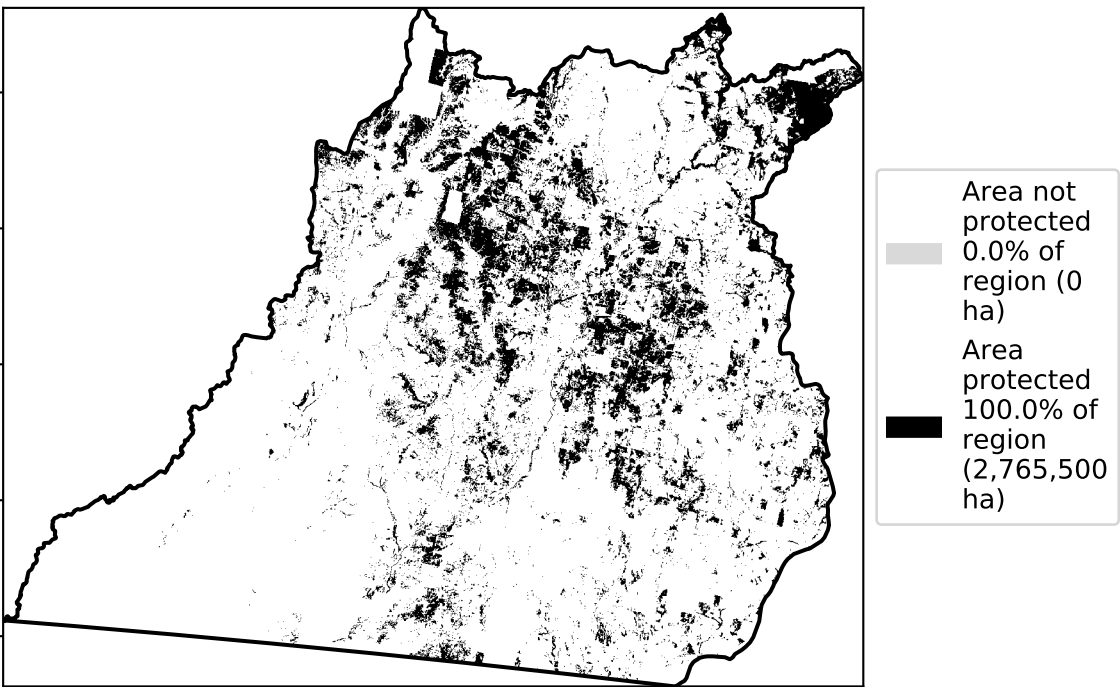 Area not
protected
0.0% of
region (0
ha)
Area
protected
100.0% of
region
(2,765,500
ha)